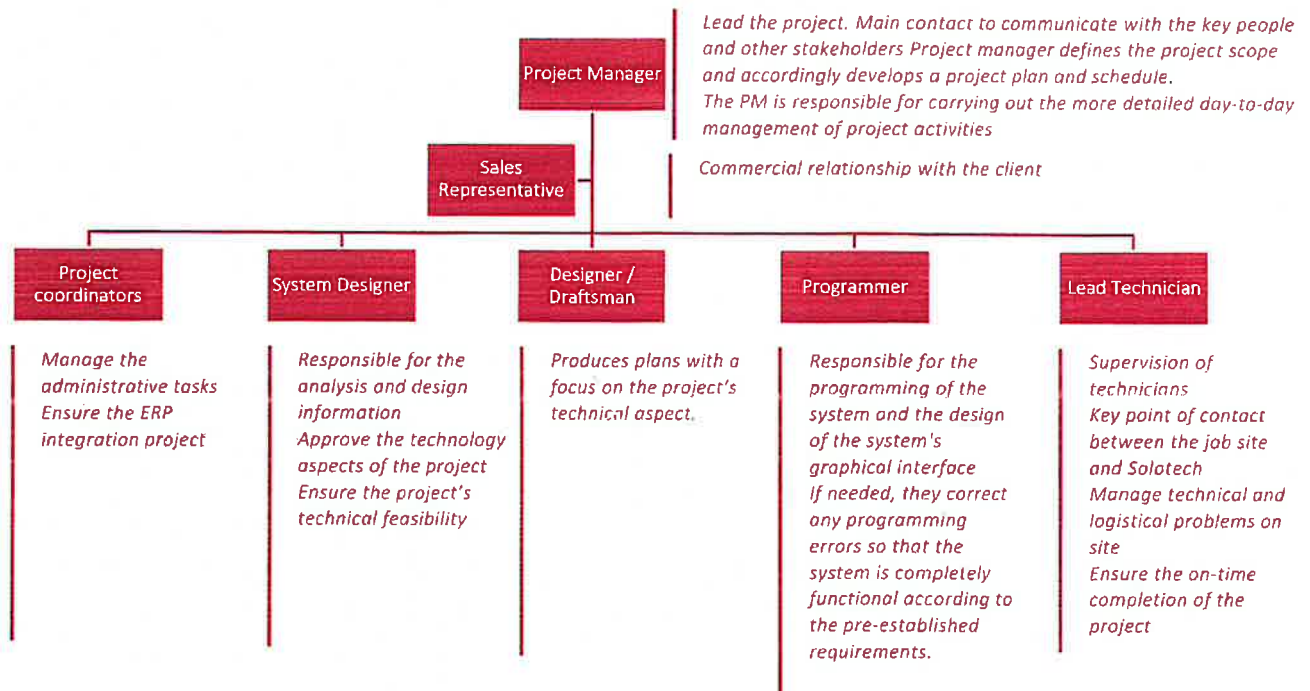 Project Manager
Lead the project. Main contact to communicate with the key people
and other stakeholders Project manager defines the project scope
and accordingly develops a project plan and schedule.
The PM is responsible for carrying out the more detailed day-to-day
management of project activities
Sales
Representative
Commercial relationship with the client
Project
coordinators
Manage the
administrative tasks
Ensure the ERP
integration project
System Designer
Responsible for the
analysis and design
information
Approve the technology
aspects of the project
Ensure the project's
technical feasibility
Designer /
Draftsman
Produces plans with a
focus on the project's
technical aspect.
Programmer
Responsible for the
programming of the
system and the design
of the system's
graphical interface
If needed, they correct
any programming
errors so that the
system is completely
functional according to
the pre-established
requirements.
Lead Technician
Supervision of
technicians
Key point of contact
between the job site
and Solotech
Manage technical and
logistical problems on
site
Ensure the on-time
completion of the
project